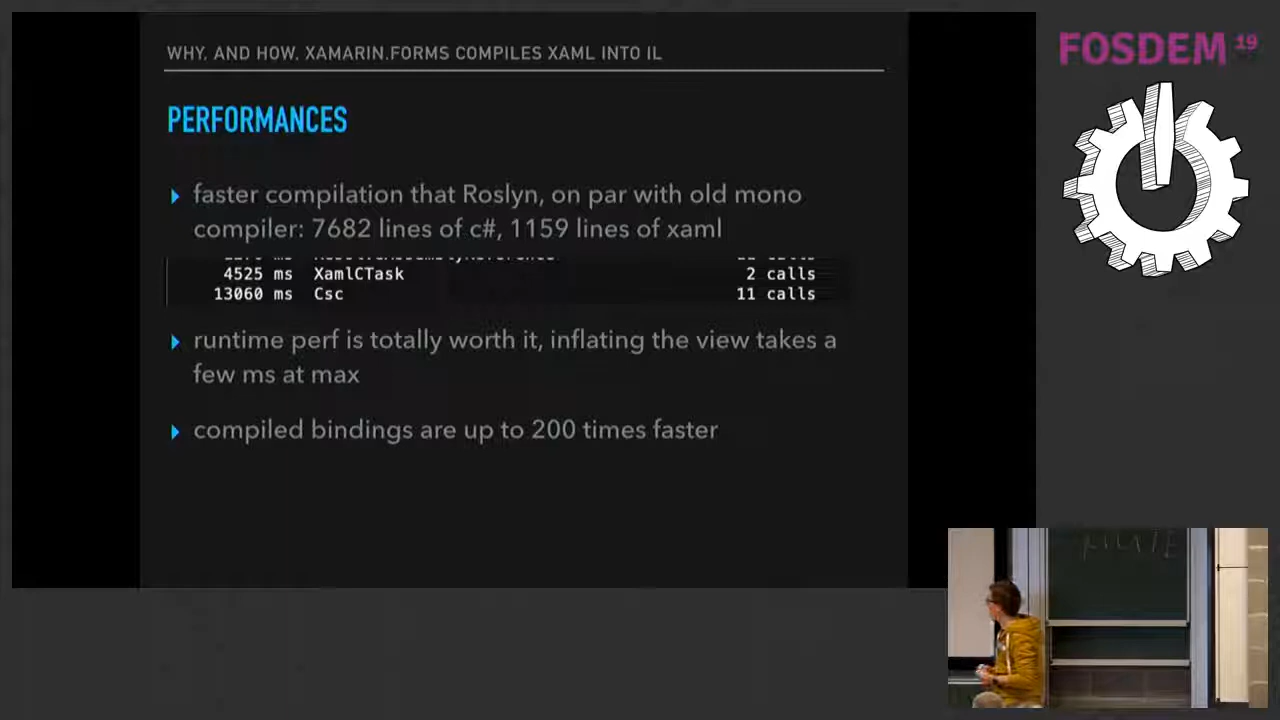 WHY. AND HOW. XAMARIN.FORMS COMPILES XAML INTO IL
FOSDEM 19
PERFORMANCES
faster compilation that Roslyn, on par with old mono
compiler: 7682 lines of c#, 1159 lines of xaml
4525 ms XamlCTask 2 calls
13060 ms Csc 11 calls
runtime perf is totally worth it, inflating the view takes a
few ms at max
compiled bindings are up to 200 times faster